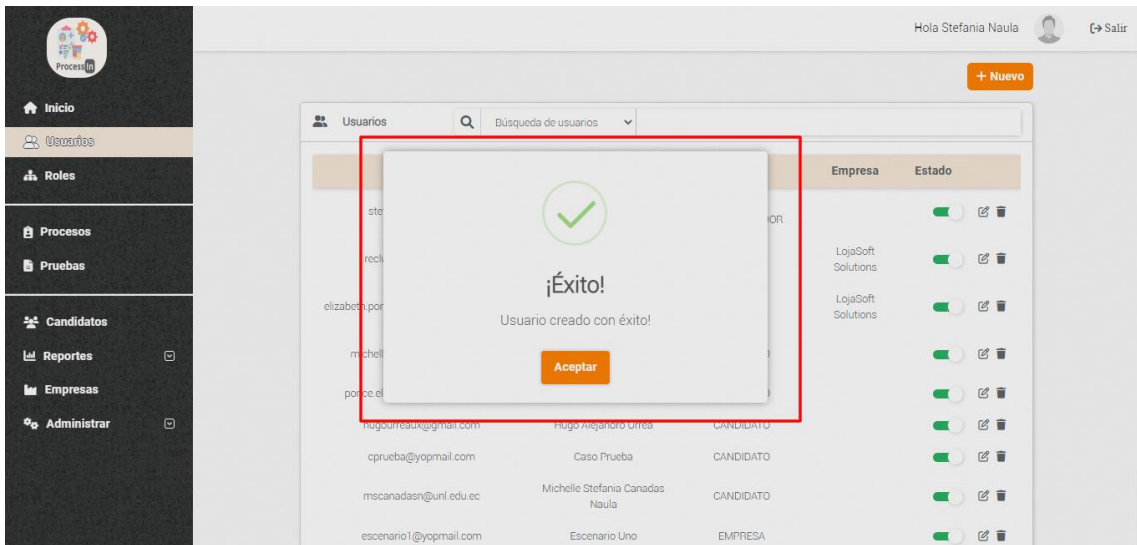 Hola Stefania Naula
Salir
ProcessIn
+ Nuevo
Inicio
Usuarios
Roles
Procesos
Pruebas
Candidatos
Reportes
Empresas
Administrar
Usuarios Búsqueda de usuarios
Empresa Estado
LojaSoft
Solutions
LojaSoft
Solutions
¡Éxito!
Usuario creado con éxito!
Aceptar
hugourreaux@gmail.com Hugo Alejandro Urrea CANDIDATO
cprueba@yopmail.com Caso Prueba CANDIDATO
mscanadasn@unl.edu.ec Michelle Stefania Canadas
Naula CANDIDATO
escenario1@yopmail.com Escenario Uno EMPRESA